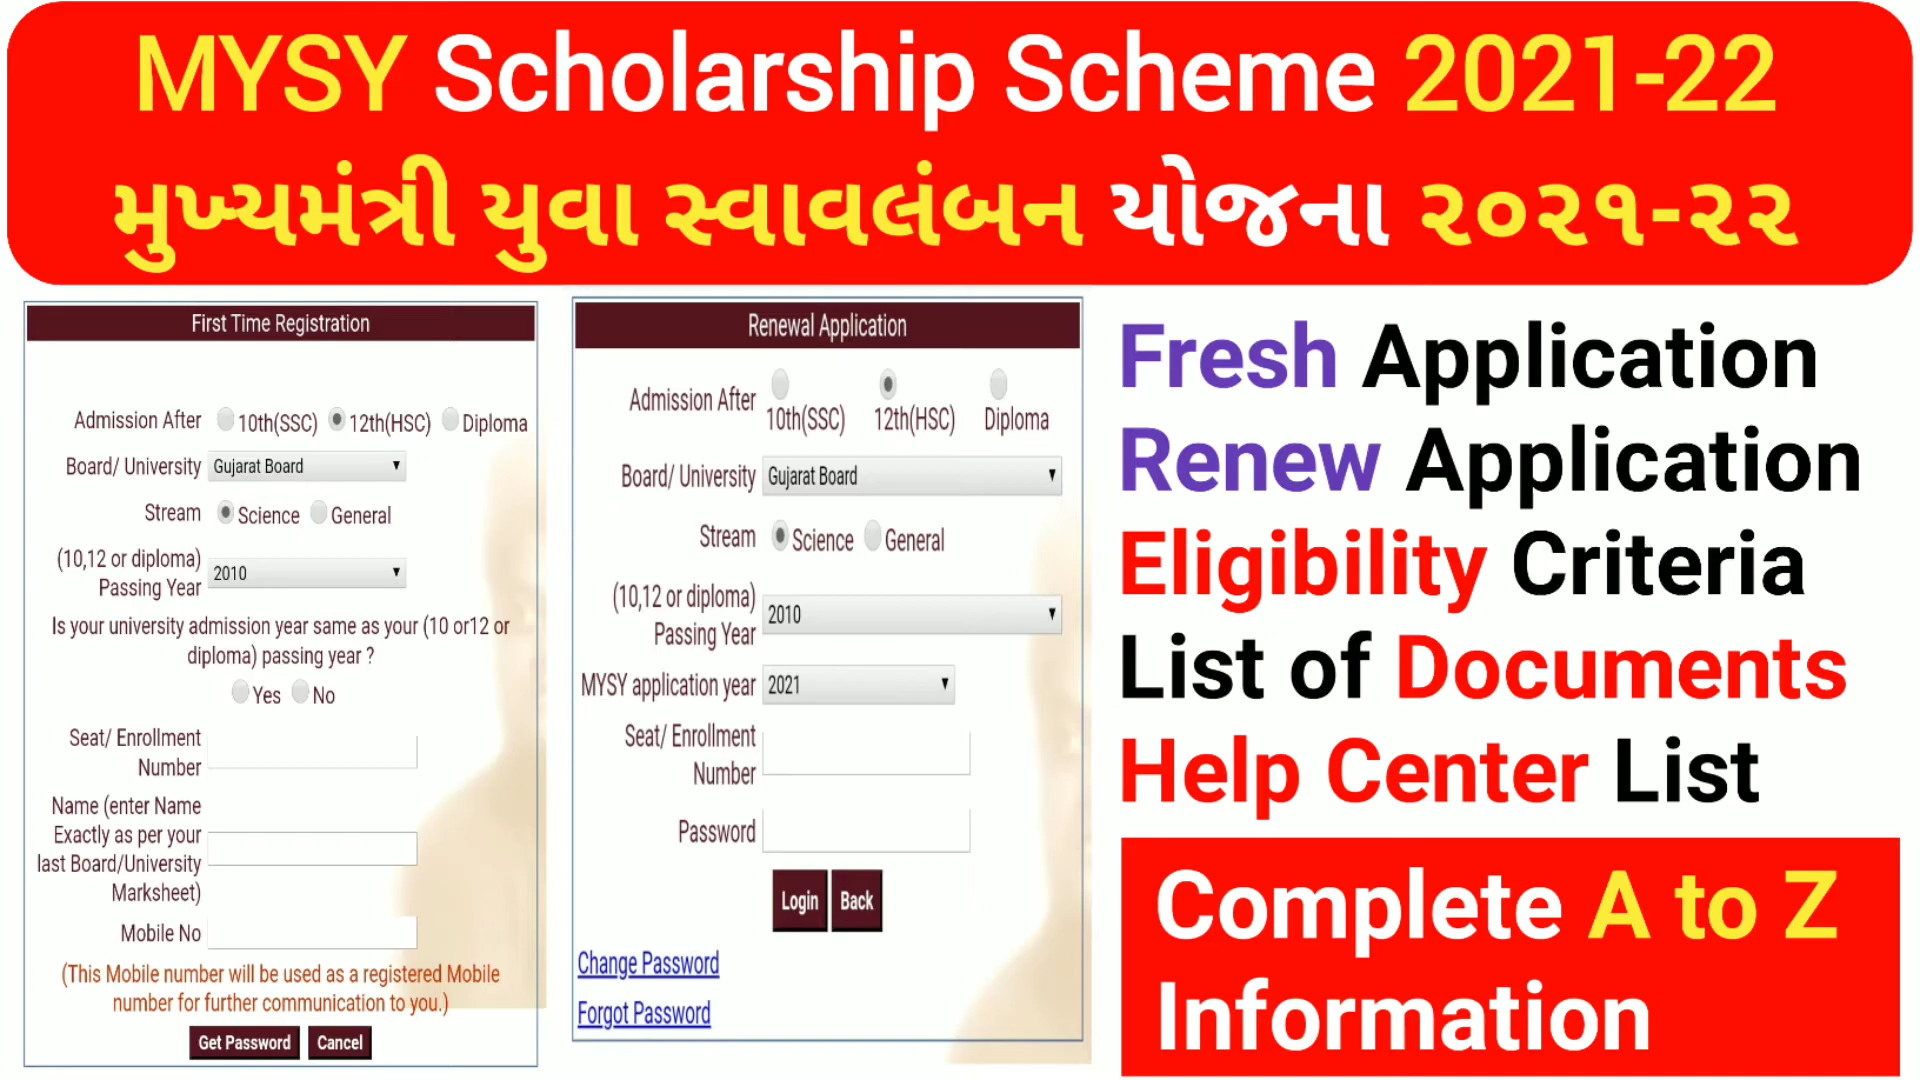 MYSY Scholarship Scheme 2021-22
મુખ્યમંત્રી યુવા સ્વાવલંબન યોજના ૨૦૨૧-૨૨
First Time Registration
Admission After 10th(SSC) 12th(HSC) Diploma
Board/ University Gujarat Board
Stream Science General
(10,12 or diploma)
Passing Year 2010
Is your university admission year same as your (10 or12 or
diploma) passing year ?
Yes No
Seat/ Enrollment
Number
Name (enter Name
Exactly as per your
last Board/University
Marksheet)
Mobile No
(This Mobile number will be used as a registered Mobile
number for further communication to you.)
Get Password Cancel
Renewal Application
Admission After 10th(SSC) 12th(HSC) Diploma
Board/ University Gujarat Board
Stream Science General
(10,12 or diploma)
Passing Year 2010
MYSY application year 2021
Seat/ Enrollment
Number
Password
Login Back
Change Password
Forgot Password
Fresh Application
Renew Application
Eligibility Criteria
List of Documents
Help Center List
Complete A to Z
Information